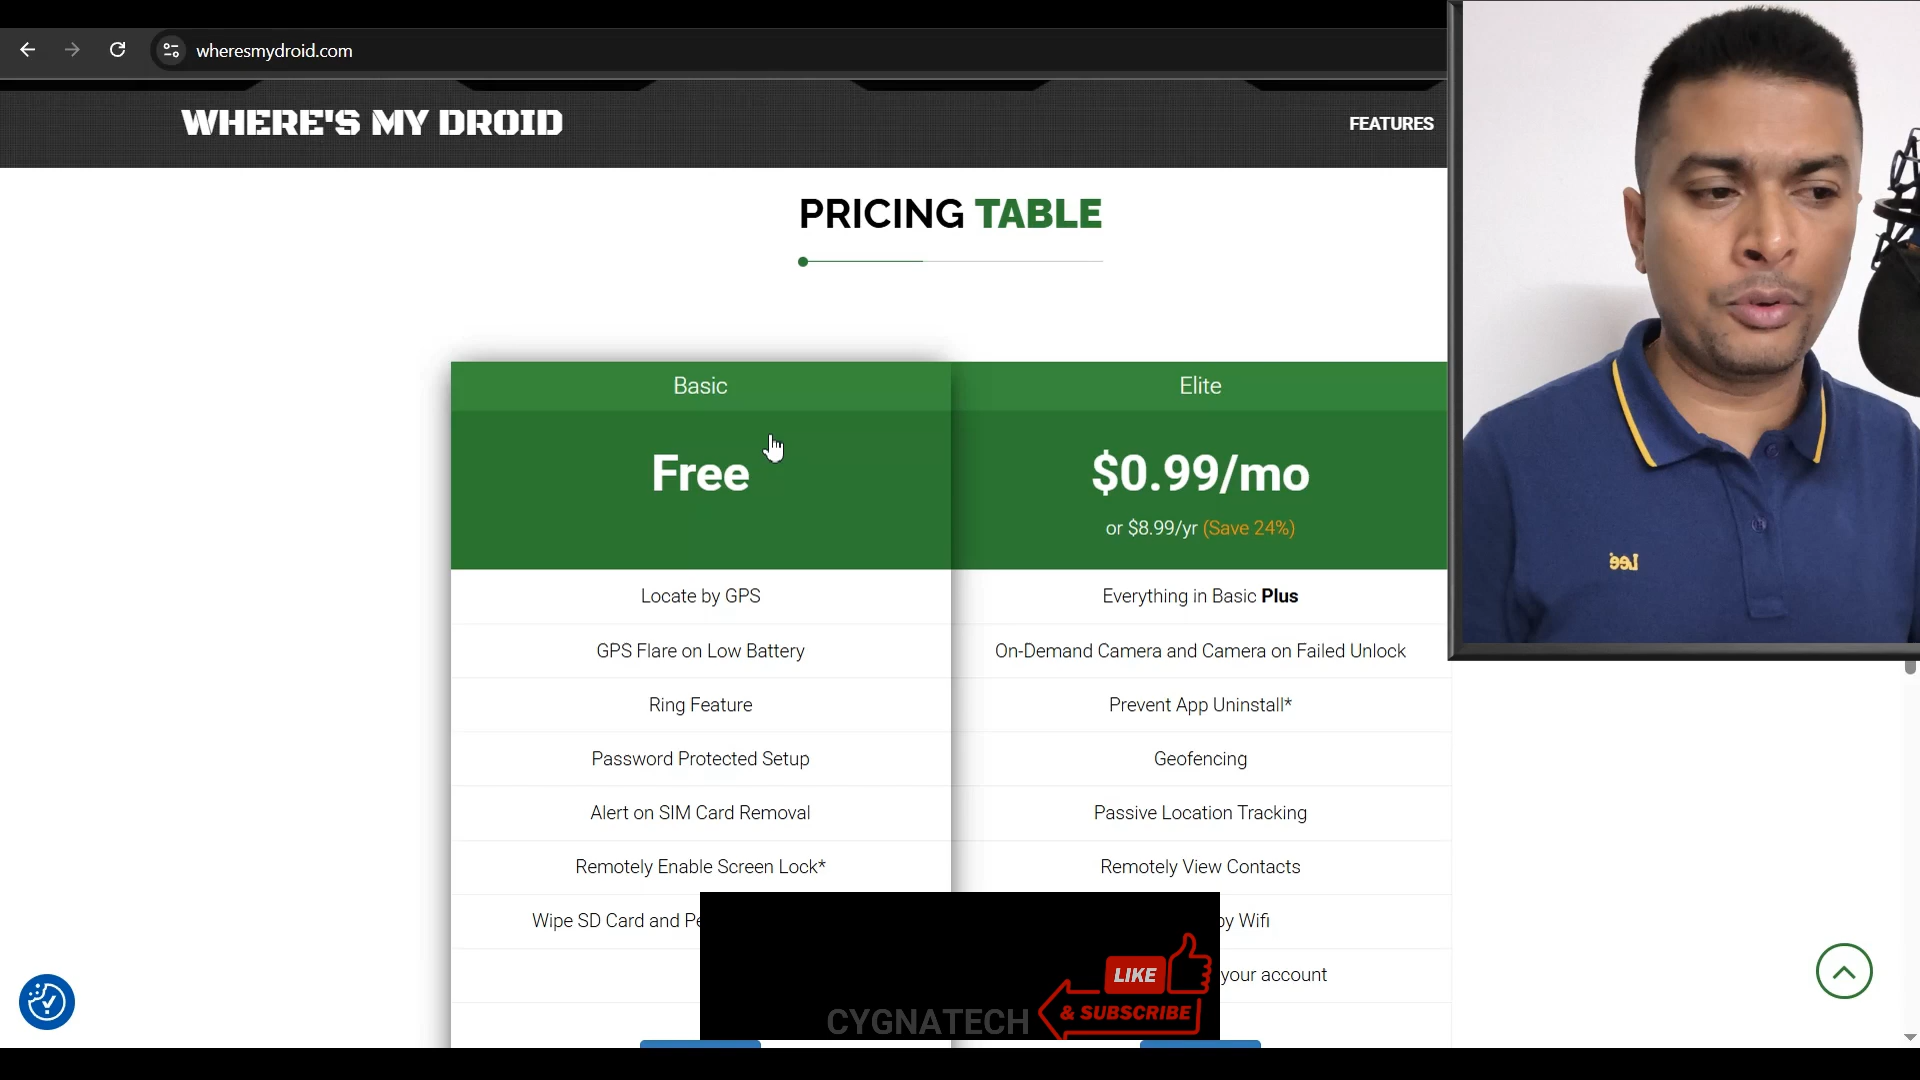 wheresmydroid.com
WHERE'S MY DROID
FEATURES
PRICING TABLE
Basic
Elite
Free
$0.99/mo
or $8.99/yr (Save 24%)
Locate by GPS
Everything in Basic Plus
GPS Flare on Low Battery
On-Demand Camera and Camera on Failed Unlock
Ring Feature
Prevent App Uninstall*
Password Protected Setup
Geofencing
Alert on SIM Card Removal
Passive Location Tracking
Remotely Enable Screen Lock*
Remotely View Contacts
Wipe SD Card and
by Wifi
your account
LIKE
& SUBSCRIBE
CYGNATECH
Lee